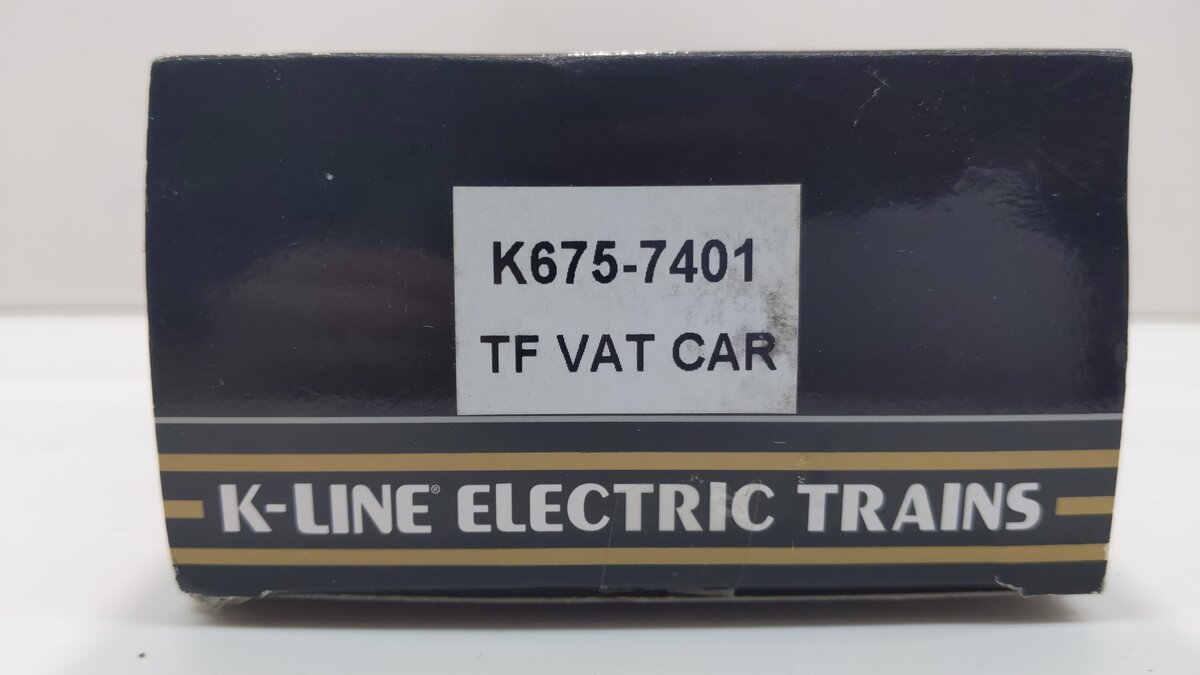 K675-7401
TF VAT CAR
K-LINE® ELECTRIC TRAINS